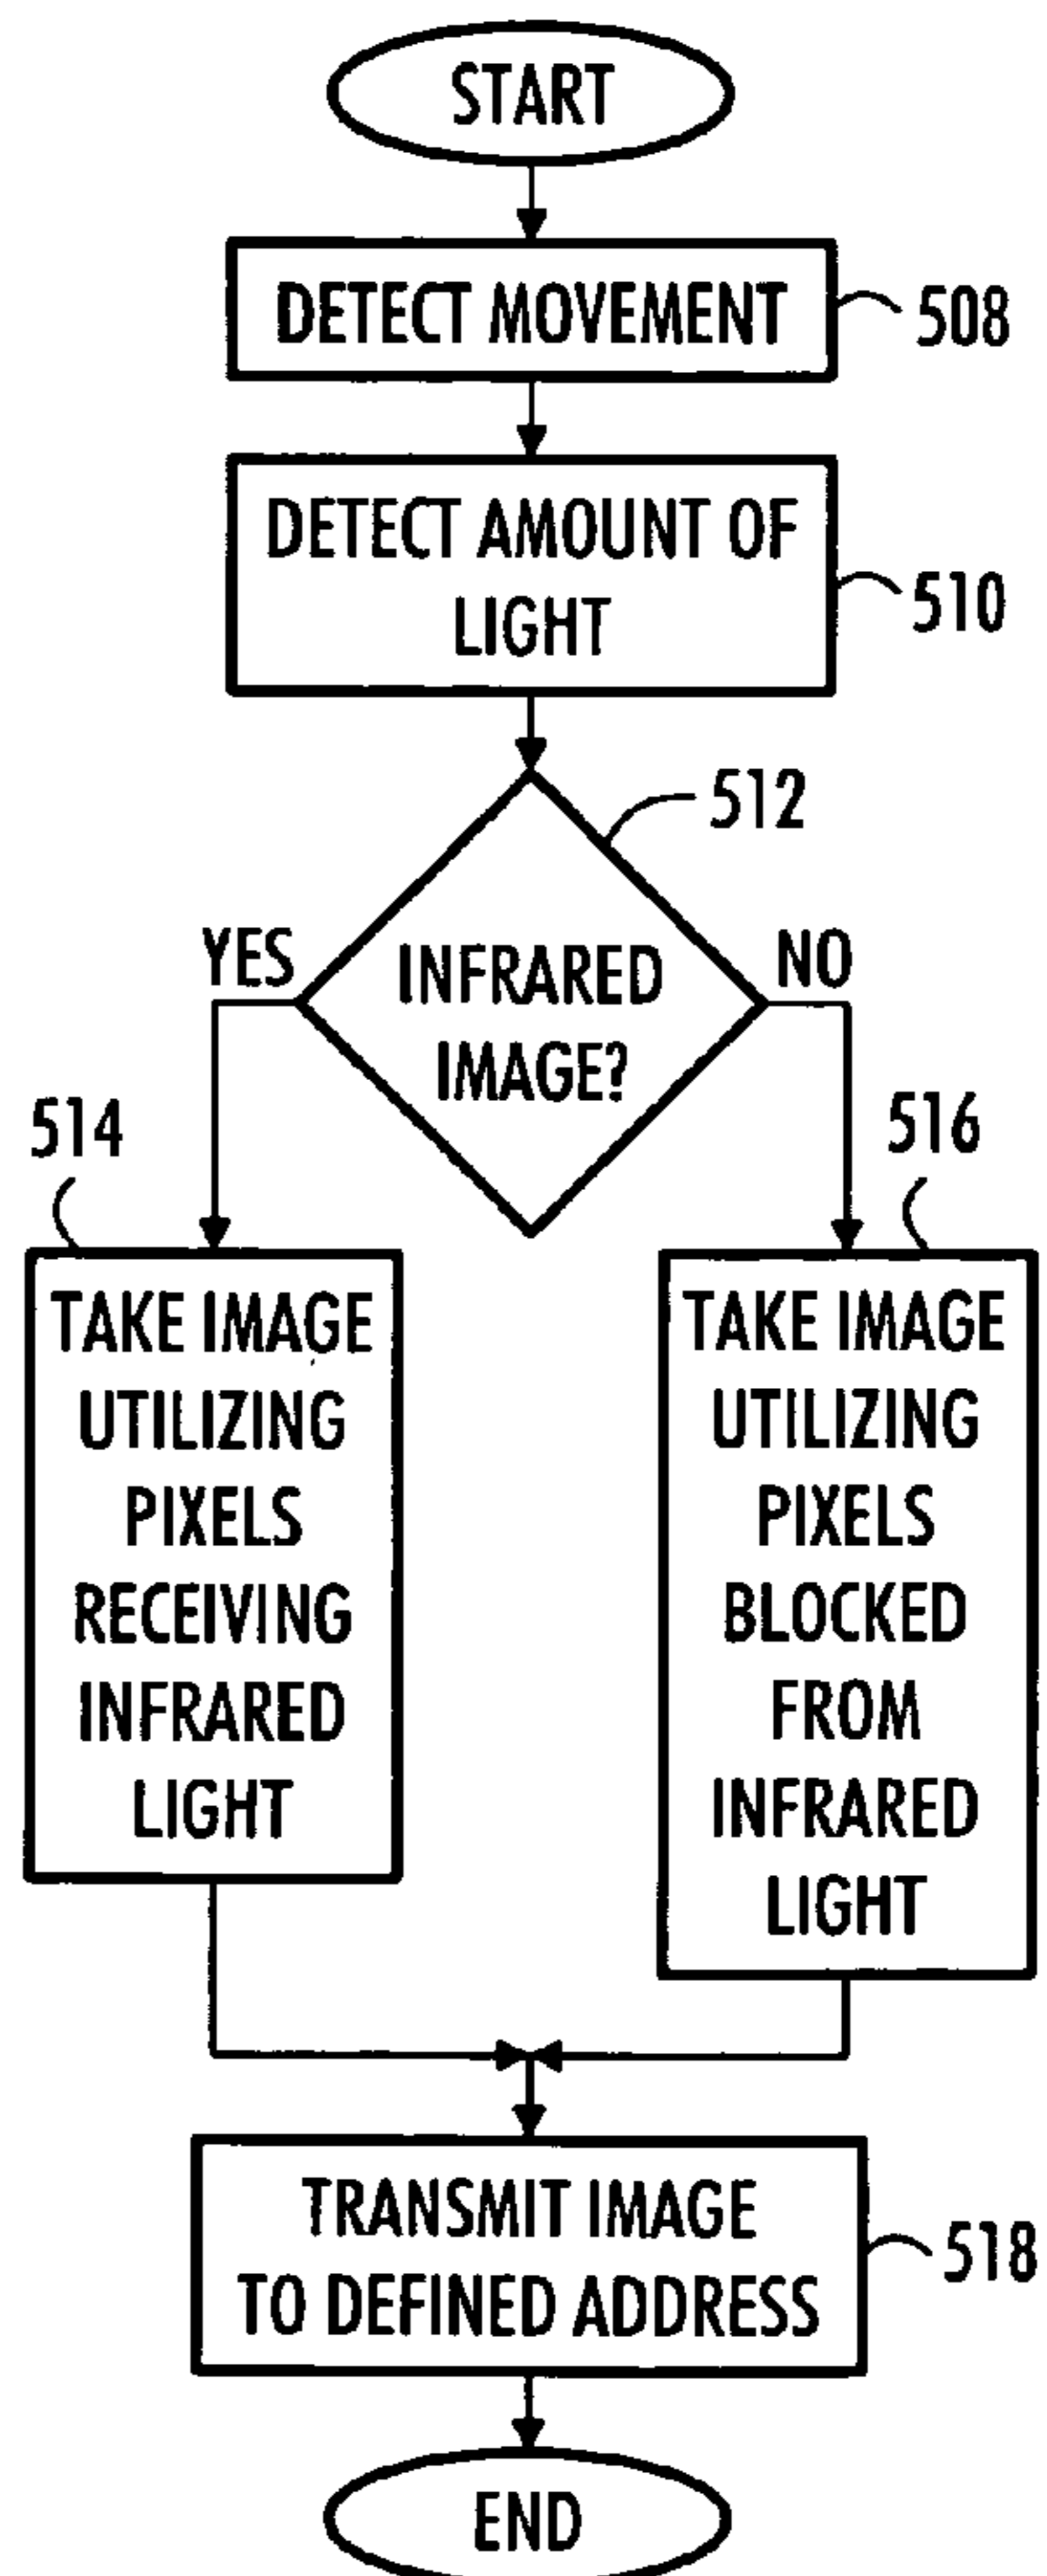 START
DETECT MOVEMENT
508
DETECT AMOUNT OF
LIGHT
510
512
YES
INFRARED
IMAGE?
NO
514
TAKE IMAGE
UTILIZING
PIXELS
RECEIVING
INFRARED
LIGHT
516
TAKE IMAGE
UTILIZING
PIXELS
BLOCKED
FROM
INFRARED
LIGHT
TRANSMIT IMAGE
TO DEFINED ADDRESS
518
END